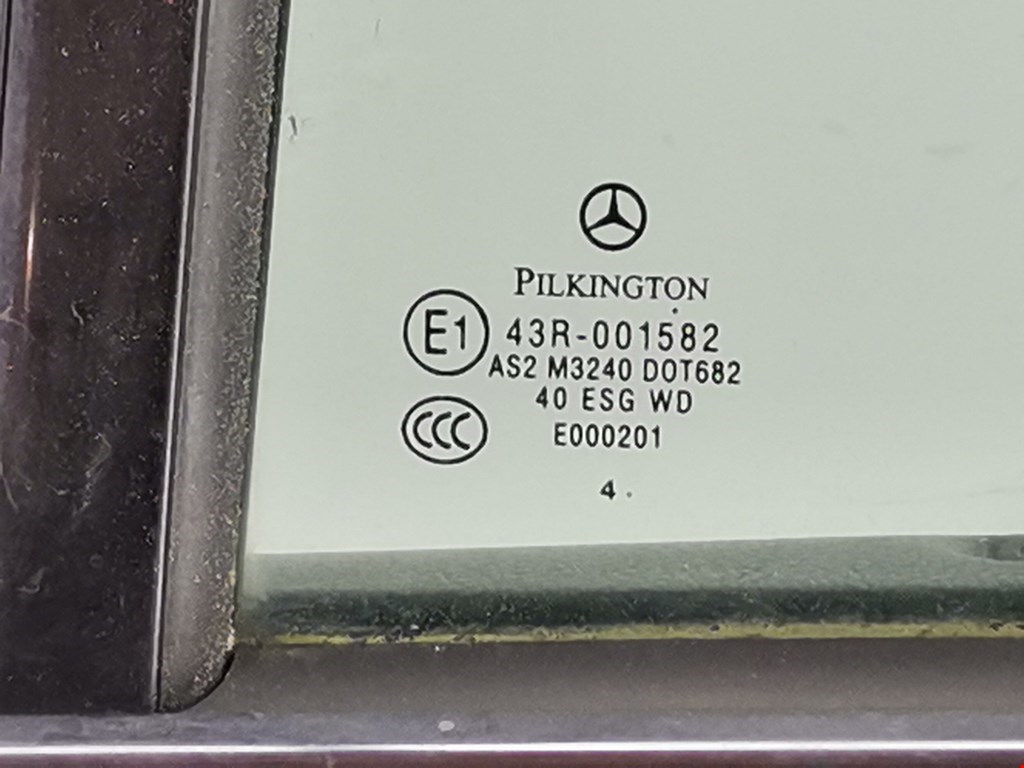 PILKINGTON
E1 43R-001582
AS2 M3240 DOT682
40 ESG WD
CCC E000201
4 .